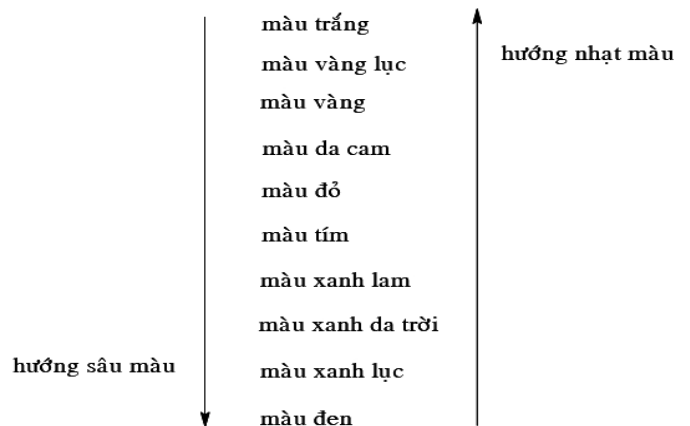 màu trắng
hướng nhạt màu
màu vàng lục
màu vàng
màu da cam
màu đỏ
màu tím
màu xanh lam
màu xanh da trời
hướng sâu màu
màu xanh lục
màu đen